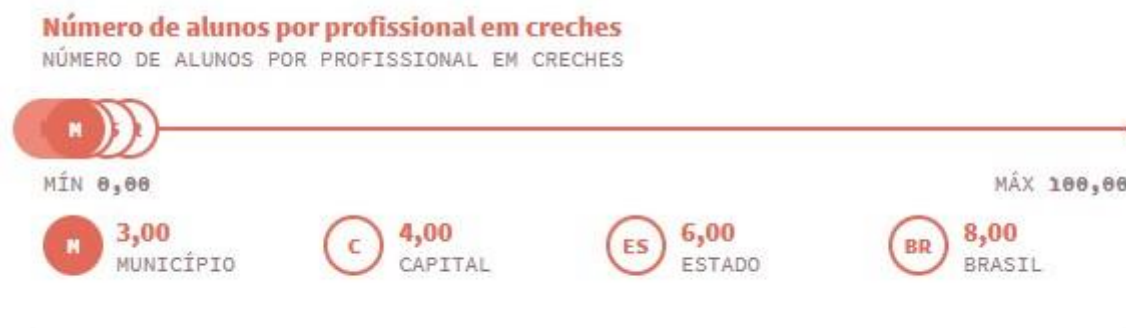 Número de alunos por profissional em creches
NÚMERO DE ALUNOS POR PROFISSIONAL EM CRECHES
M
MÍN 0,00
MÁX 100,00
M 3,00
MUNICÍPIO
C 4,00
CAPITAL
ES 6,00
ESTADO
BR 8,00
BRASIL